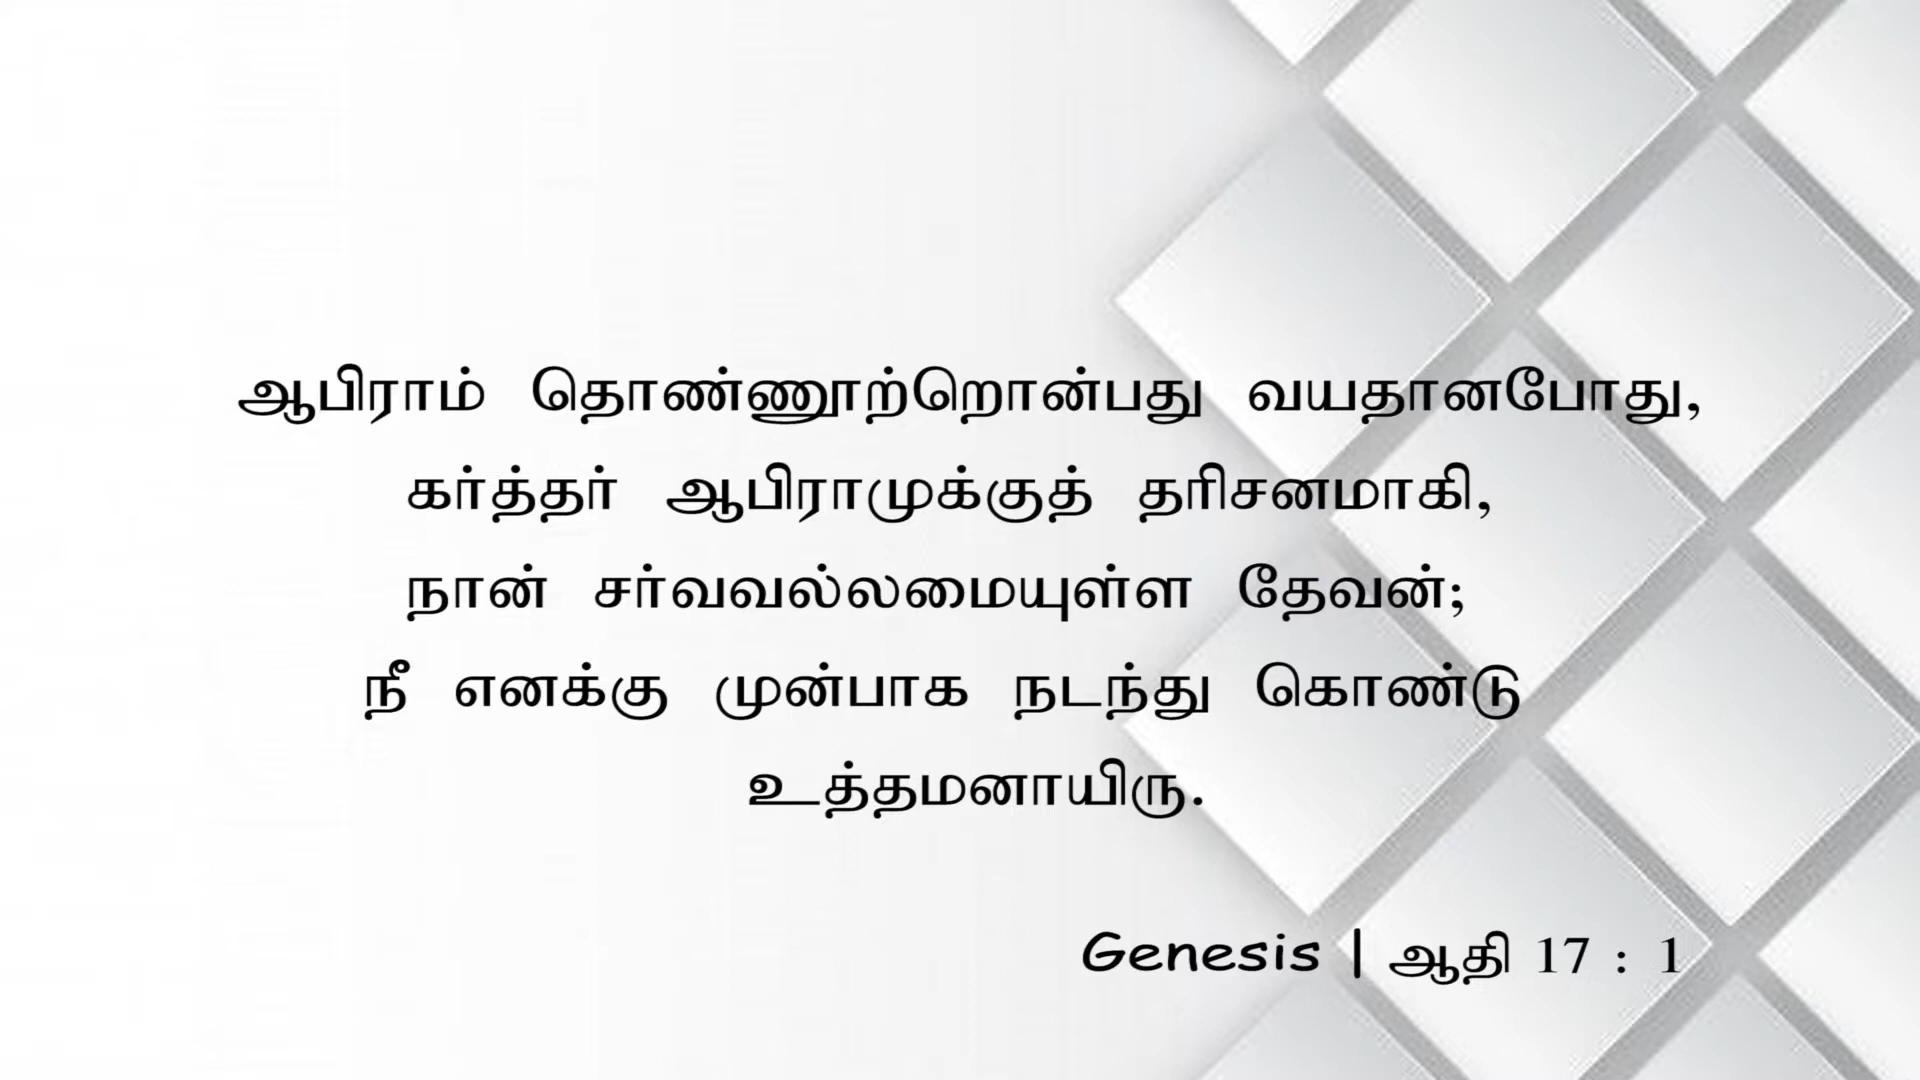 ஆபிராம் தொண்ணூற்றொன்பது வயதானபோது,
கர்த்தர் ஆபிராமுக்குத் தரிசனமாகி,
நான் சர்வவல்லமையுள்ள தேவன்;
நீ எனக்கு முன்பாக நடந்து கொண்டு
உத்தமனாயிரு.
Genesis | ஆதி 17 : 1